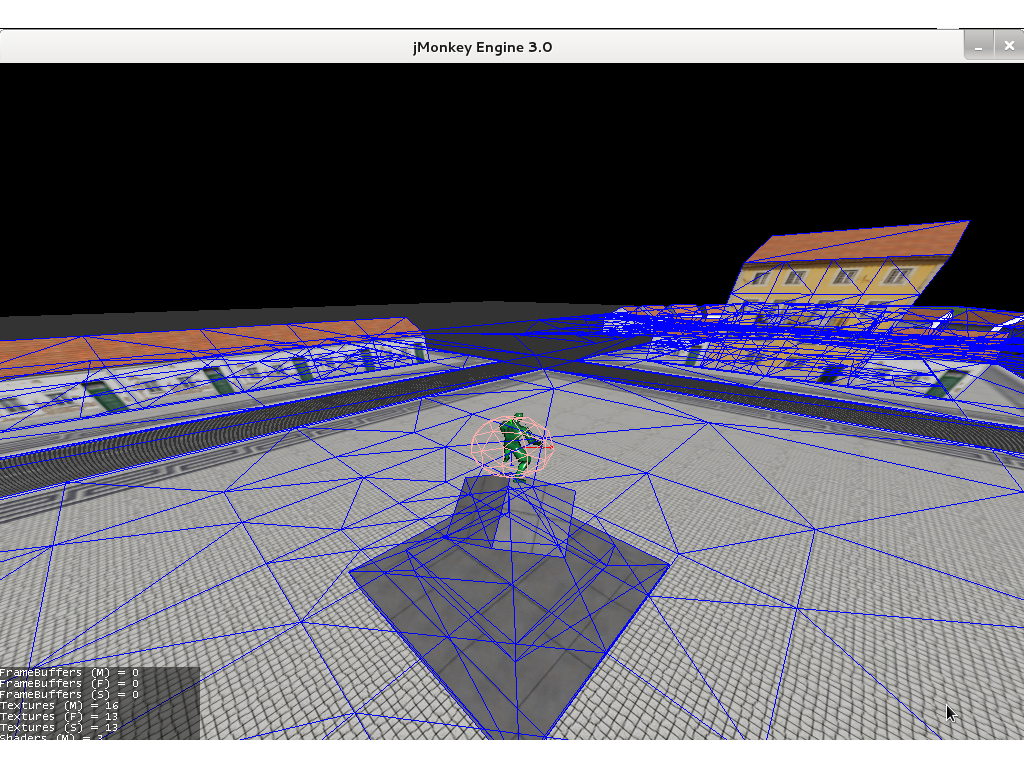 jMonkey Engine 3.0
FrameBuffers (M) = 0
FrameBuffers (F) = 0
FrameBuffers (S) = 0
Textures (M) = 16
Textures (F) = 13
Textures (S) = 13
Shaders (M) = 3